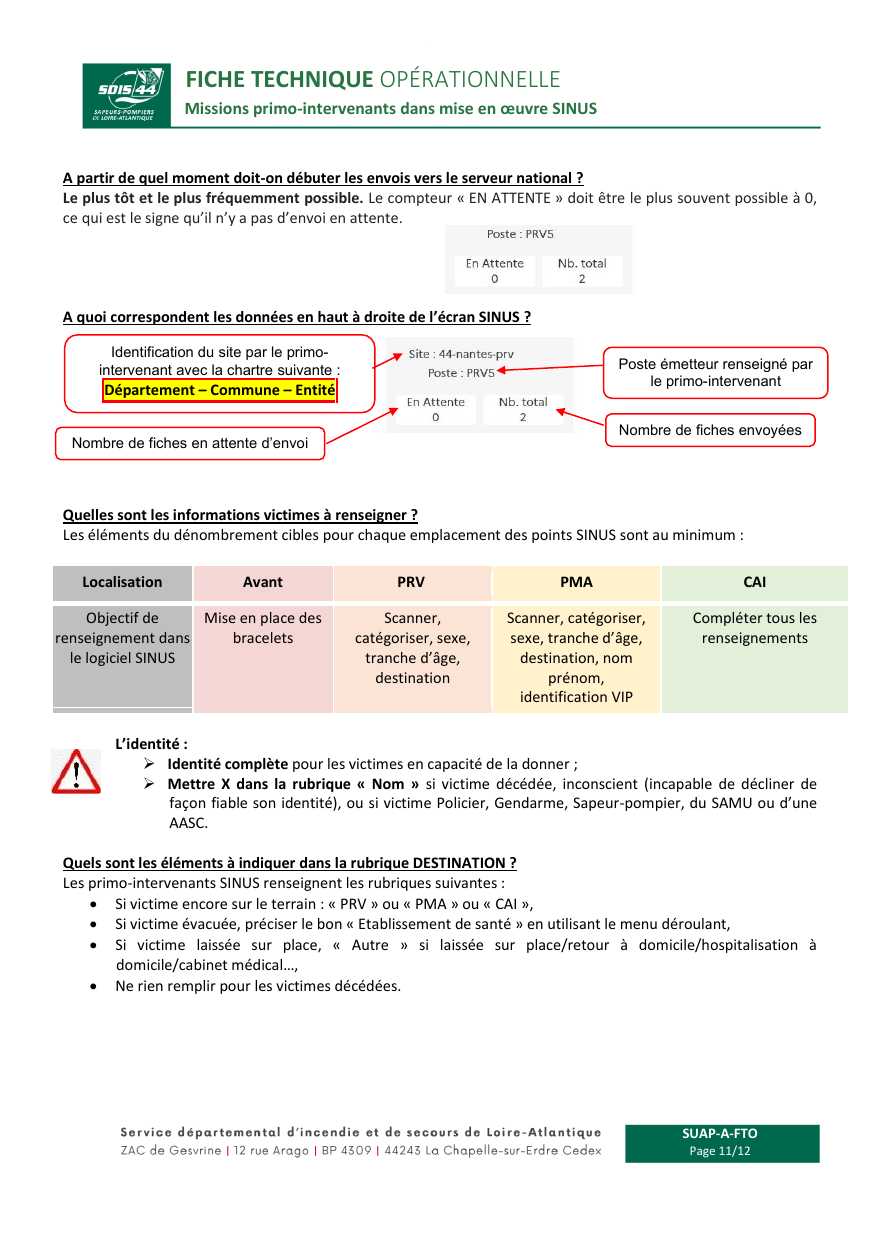 SDIS 44
SAPEURS-POMPIERS
DE LOIRE-ATLANTIQUE
FICHE TECHNIQUE OPÉRATIONNELLE
Missions primo-intervenants dans mise en œuvre SINUS
A partir de quel moment doit-on débuter les envois vers le serveur national ?
Le plus tôt et le plus fréquemment possible. Le compteur « EN ATTENTE » doit être le plus souvent possible à 0,
ce qui est le signe qu’il n’y a pas d’envoi en attente.
Poste : PRV5
En Attente Nb. total
0 2
A quoi correspondent les données en haut à droite de l’écran SINUS ?
Identification du site par le primo-
intervenant avec la chartre suivante :
Département – Commune – Entité
Site : 44-nantes-prv
Poste : PRV5
En Attente Nb. total
0 2
Poste émetteur renseigné par
le primo-intervenant
Nombre de fiches en attente d’envoi
Nombre de fiches envoyées
Quelles sont les informations victimes à renseigner ?
Les éléments du dénombrement cibles pour chaque emplacement des points SINUS sont au minimum :
Localisation Avant PRV PMA CAI
Objectif de
renseignement dans
le logiciel SINUS
Mise en place des
bracelets
Scanner,
catégoriser, sexe,
tranche d’âge,
destination
Scanner, catégoriser,
sexe, tranche d’âge,
destination, nom
prénom,
identification VIP
Compléter tous les
renseignements
L’identité :
➢ Identité complète pour les victimes en capacité de la donner ;
➢ Mettre X dans la rubrique « Nom » si victime décédée, inconscient (incapable de décliner de
façon fiable son identité), ou si victime Policier, Gendarme, Sapeur-pompier, du SAMU ou d’une
AASC.
Quels sont les éléments à indiquer dans la rubrique DESTINATION ?
Les primo-intervenants SINUS renseignent les rubriques suivantes :
• Si victime encore sur le terrain : « PRV » ou « PMA » ou « CAI »,
• Si victime évacuée, préciser le bon « Etablissement de santé » en utilisant le menu déroulant,
• Si victime laissée sur place, « Autre » si laissée sur place/retour à domicile/hospitalisation à
domicile/cabinet médical…,
• Ne rien remplir pour les victimes décédées.
Service départemental d’incendie et de secours de Loire-Atlantique
ZAC de Gesvrine | 12 rue Arago | BP 4309 | 44243 La Chapelle-sur-Erdre Cedex
SUAP-A-FTO
Page 11/12